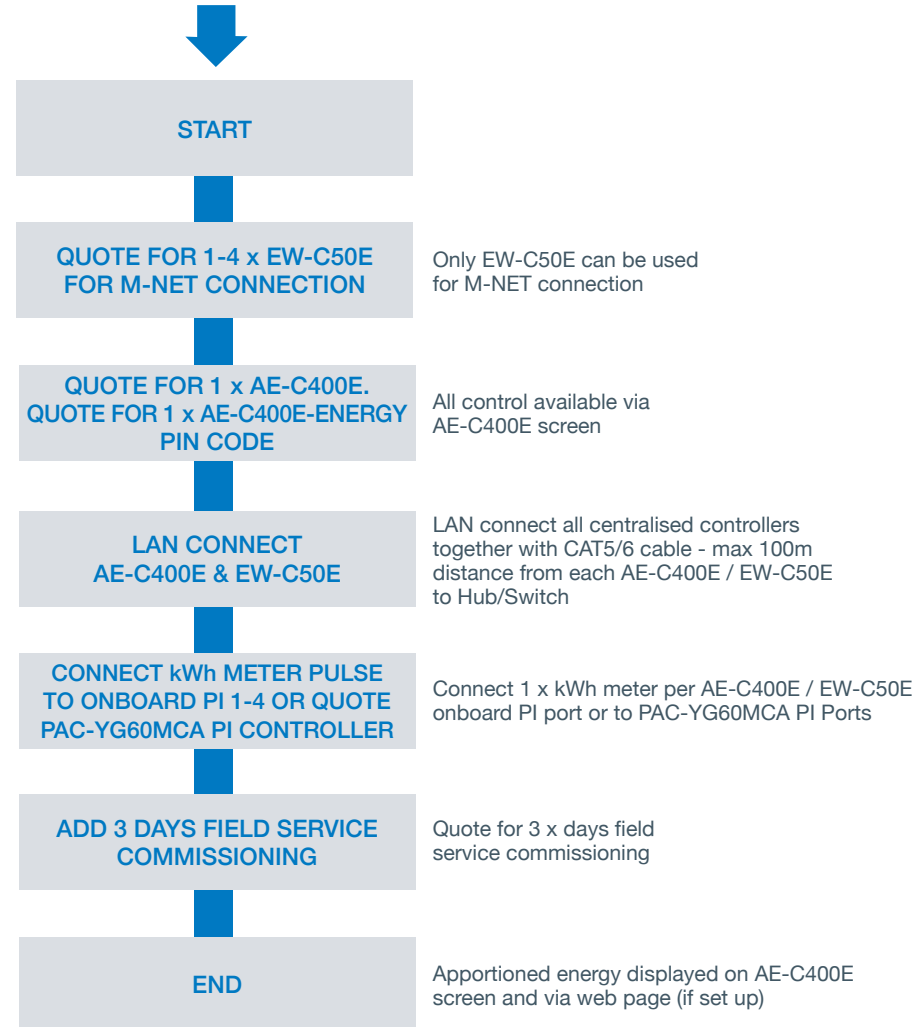 START
QUOTE FOR 1-4 x EW-C50E
FOR M-NET CONNECTION
Only EW-C50E can be used
for M-NET connection
QUOTE FOR 1 x AE-C400E.
QUOTE FOR 1 x AE-C400E-ENERGY
PIN CODE
All control available via
AE-C400E screen
LAN CONNECT
AE-C400E & EW-C50E
LAN connect all centralised controllers
together with CAT5/6 cable - max 100m
distance from each AE-C400E / EW-C50E
to Hub/Switch
CONNECT kWh METER PULSE
TO ONBOARD PI 1-4 OR QUOTE
PAC-YG60MCA PI CONTROLLER
Connect 1 x kWh meter per AE-C400E / EW-C50E
onboard PI port or to PAC-YG60MCA PI Ports
ADD 3 DAYS FIELD SERVICE
COMMISSIONING
Quote for 3 x days field
service commissioning
END
Apportioned energy displayed on AE-C400E
screen and via web page (if set up)